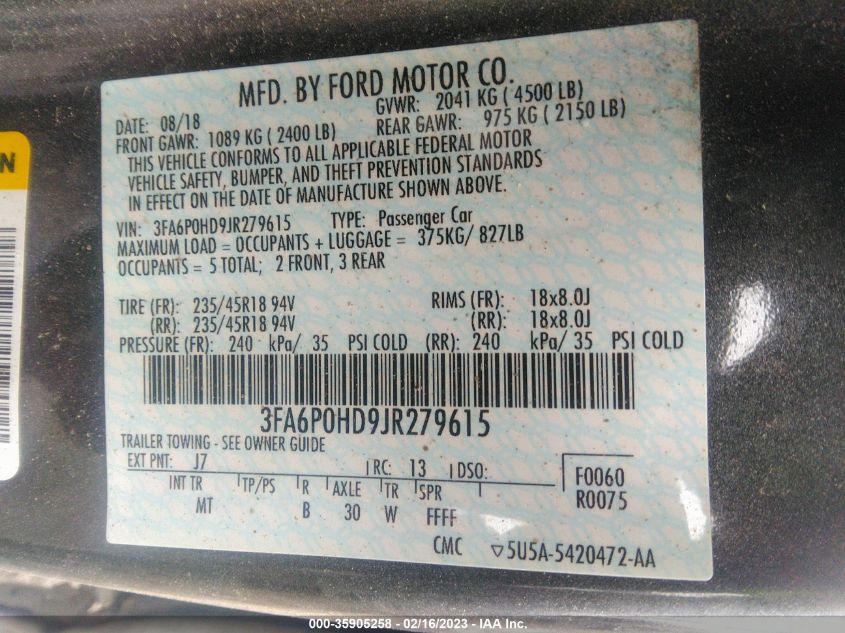 MFD. BY FORD MOTOR CO.
DATE: 08/18 GVWR: 2041 KG ( 4500 LB)
FRONT GAWR: 1089 KG ( 2400 LB) REAR GAWR: 975 KG ( 2150 LB)
THIS VEHICLE CONFORMS TO ALL APPLICABLE FEDERAL MOTOR
VEHICLE SAFETY, BUMPER, AND THEFT PREVENTION STANDARDS
IN EFFECT ON THE DATE OF MANUFACTURE SHOWN ABOVE.
VIN: 3FA6P0HD9JR279615 TYPE: Passenger Car
MAXIMUM LOAD = OCCUPANTS + LUGGAGE = 375KG/ 827LB
OCCUPANTS = 5 TOTAL; 2 FRONT, 3 REAR
TIRE (FR): 235/45R18 94V RIMS (FR): 18x8.0J
(RR): 235/45R18 94V (RR): 18x8.0J
PRESSURE (FR): 240 kPa/ 35 PSI COLD (RR): 240 kPa/ 35 PSI COLD
3FA6P0HD9JR279615
TRAILER TOWING - SEE OWNER GUIDE
EXT PNT: J7 RC: 13 DSO: F0060
INT TR TP/PS R AXLE TR SPR R0075
MT B 30 W FFFF
CMC ▽5U5A-5420472-AA
N
000-35905258 - 02/16/2023 - IAA Inc.